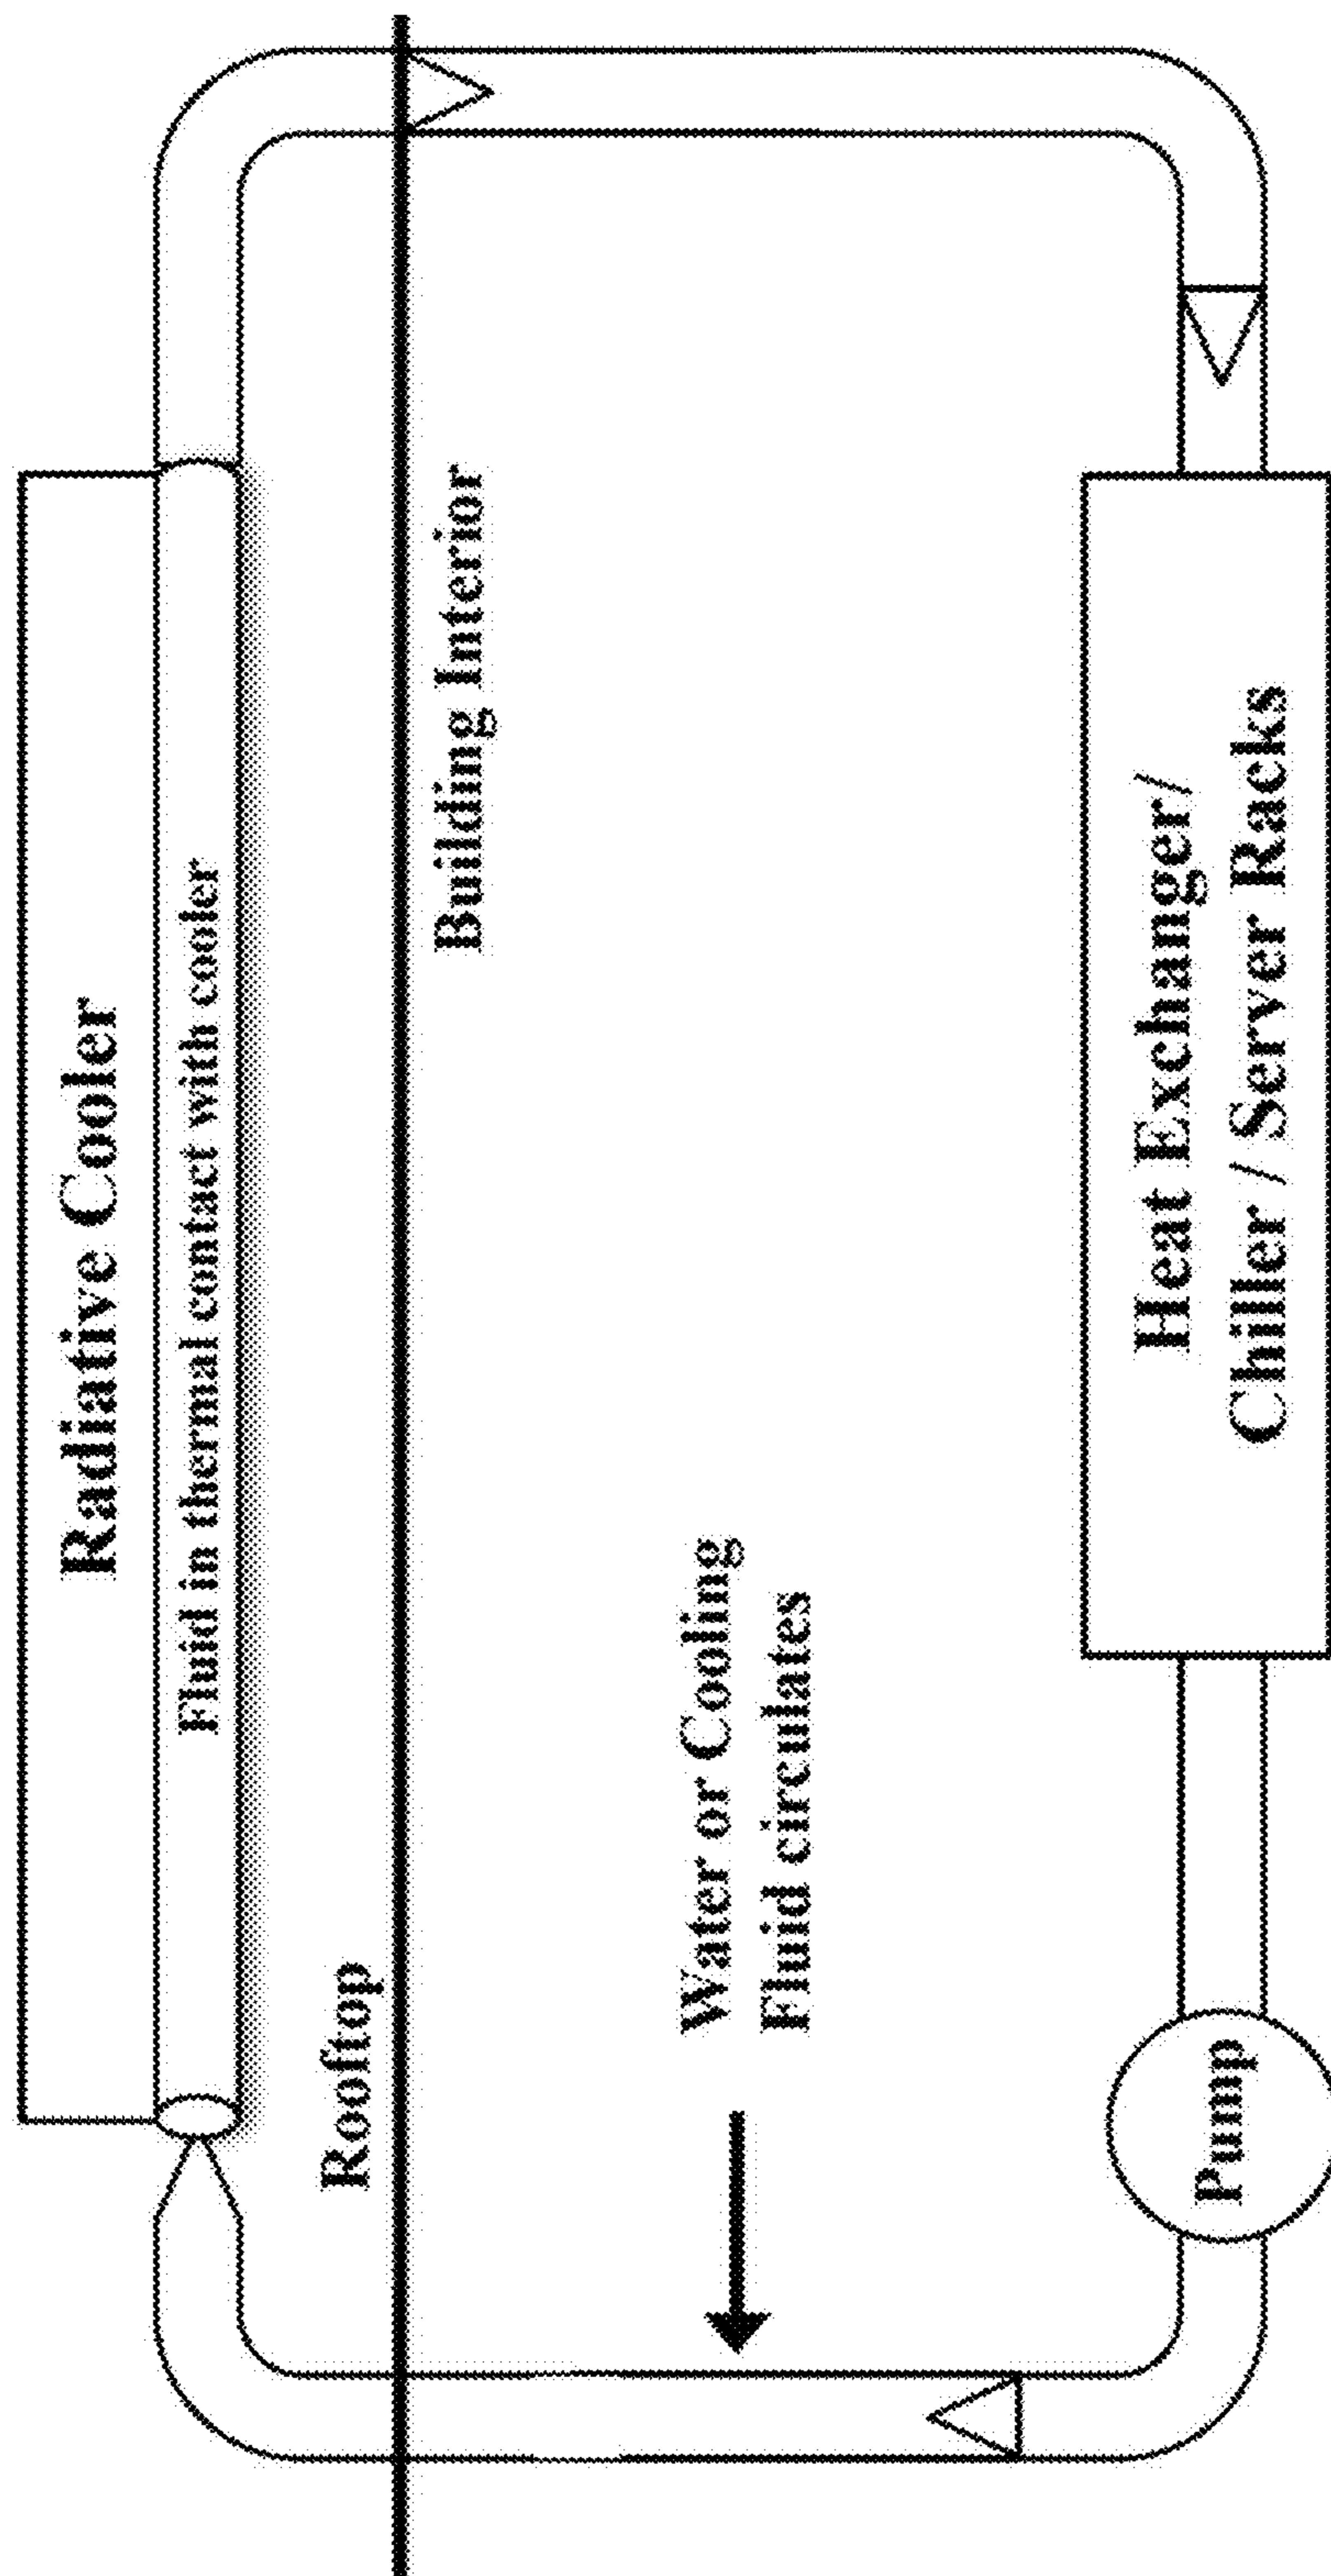 Radiative Cooler
Fluid in thermal contact with cooler
Rooftop
Building Interior
Water or Cooling
Fluid circulates
Pump
Heat Exchanger/
Chiller / Server Racks